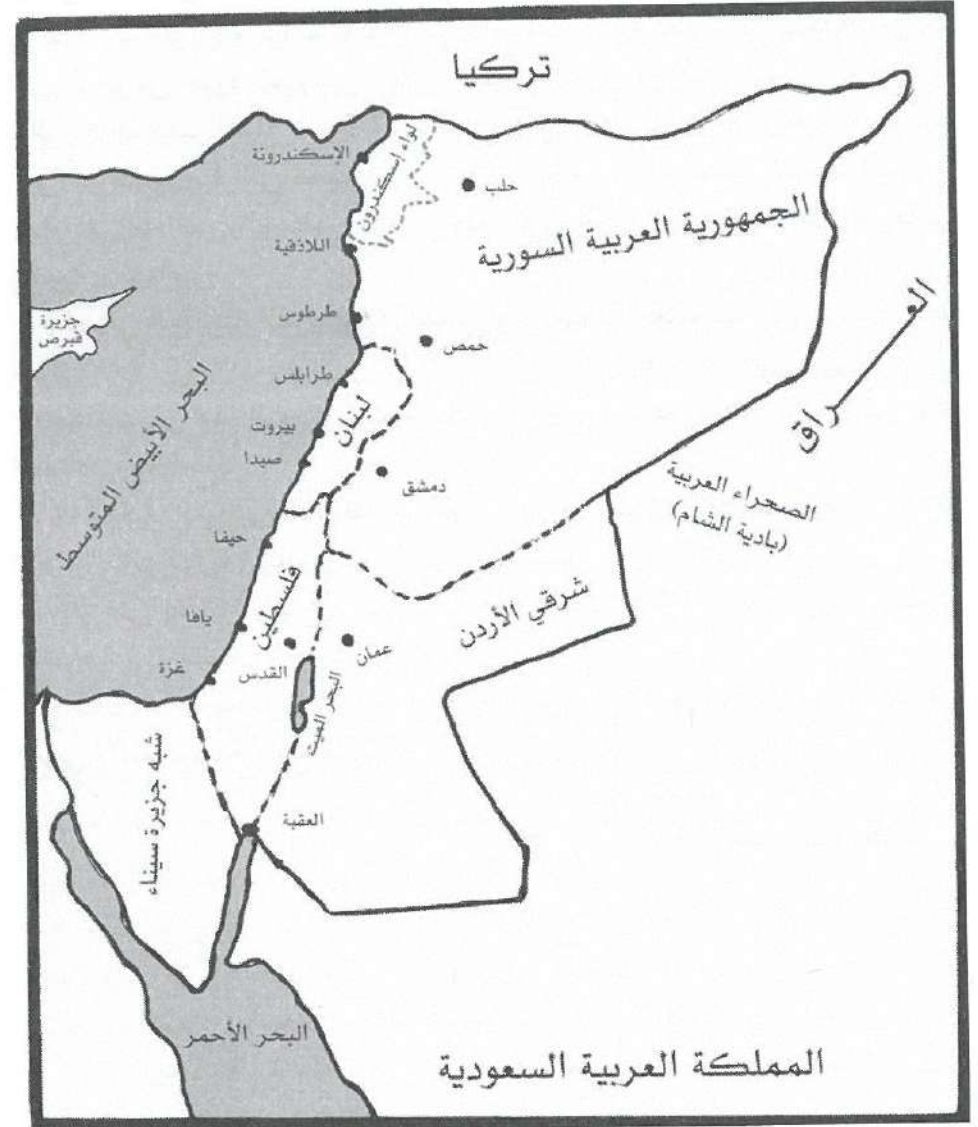 تركيا
الإسكندرونة
لواء إسكندرون
حلب
الجمهورية العربية السورية
اللاذقية
جزيرة
قبرص
طرطوس
حمص
العـراق
طرابلس
لبنان
البحر الأبيض المتوسط
بيروت
صيدا
دمشق
الصحراء العربية
(بادية الشام)
حيفا
فلسطين
شرقي الأردن
يافا
القدس
عمان
غزة
البحر الميت
شبه جزيرة سيناء
العقبة
البحر الأحمر
المملكة العربية السعودية